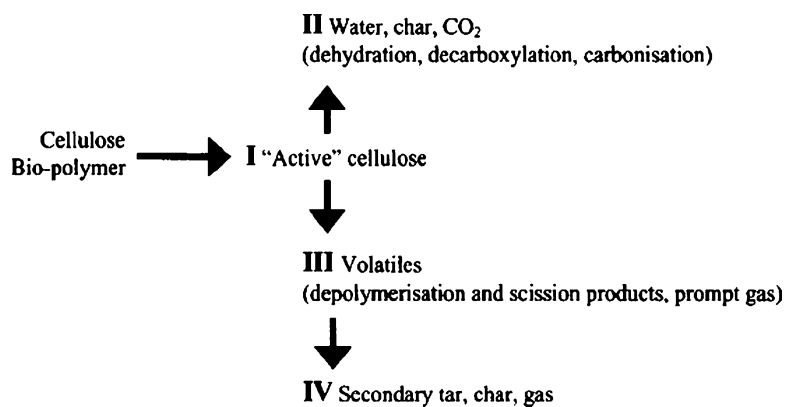 II Water, char, CO₂
(dehydration, decarboxylation, carbonisation)
Cellulose
Bio-polymer
I "Active" cellulose
III Volatiles
(depolymerisation and scission products, prompt gas)
IV Secondary tar, char, gas